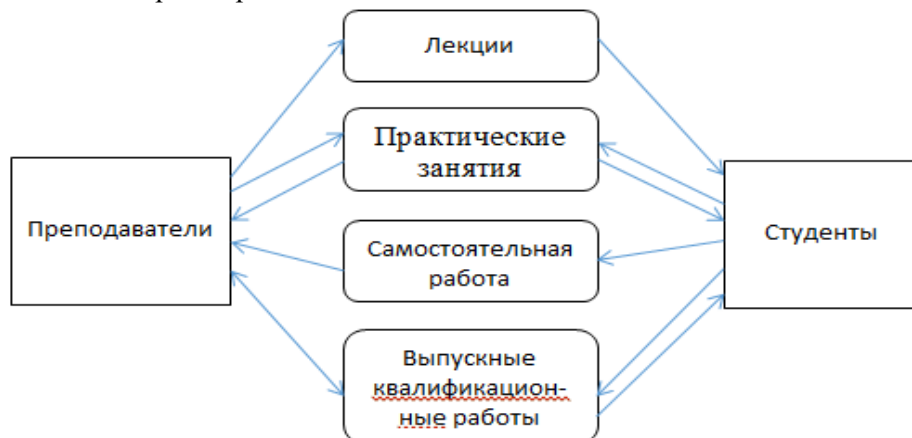 Лекции
Практические
занятия
Преподаватели
Студенты
Самостоятельная
работа
Выпускные
квалификацион-
ные работы